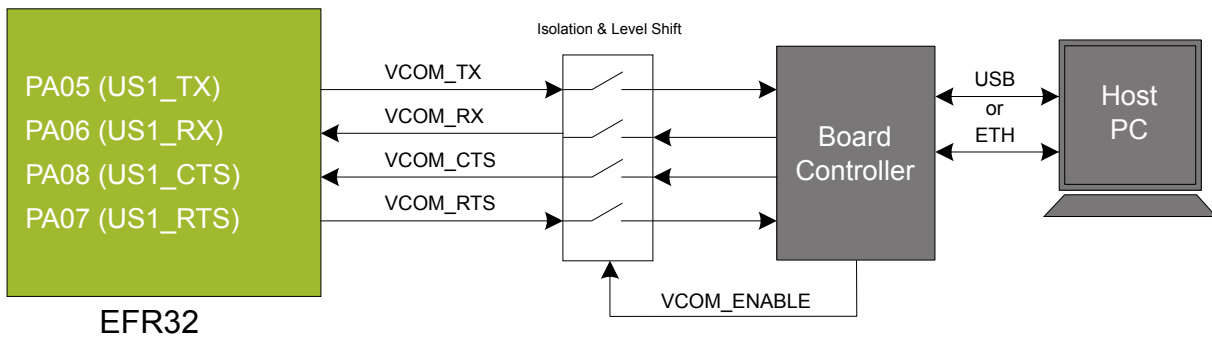 Isolation & Level Shift
PA05 (US1_TX)
PA06 (US1_RX)
PA08 (US1_CTS)
PA07 (US1_RTS)
EFR32
VCOM_TX
VCOM_RX
VCOM_CTS
VCOM_RTS
VCOM_ENABLE
Board
Controller
USB
or
ETH
Host
PC